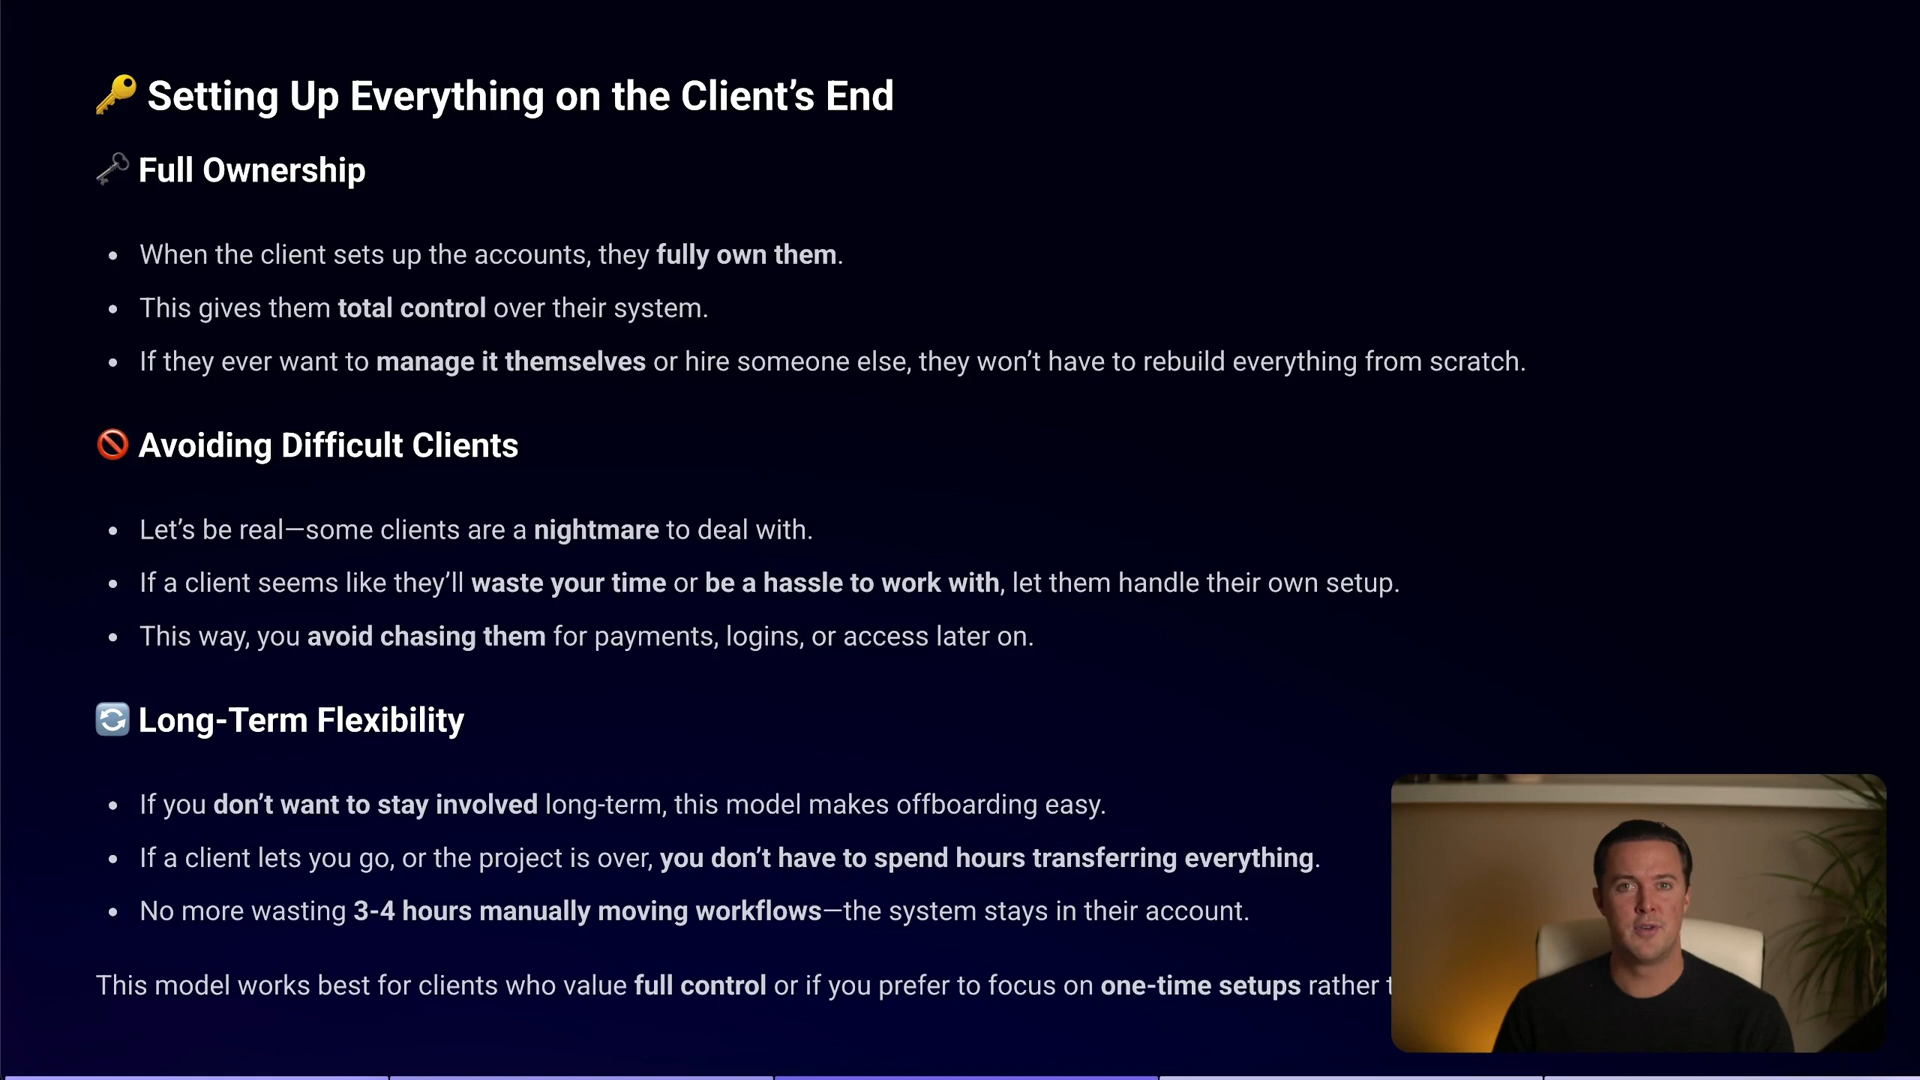 🔑 Setting Up Everything on the Client’s End
🗝️ Full Ownership
• When the client sets up the accounts, they fully own them.
• This gives them total control over their system.
• If they ever want to manage it themselves or hire someone else, they won’t have to rebuild everything from scratch.
🚫 Avoiding Difficult Clients
• Let’s be real—some clients are a nightmare to deal with.
• If a client seems like they’ll waste your time or be a hassle to work with, let them handle their own setup.
• This way, you avoid chasing them for payments, logins, or access later on.
🔄 Long-Term Flexibility
• If you don’t want to stay involved long-term, this model makes offboarding easy.
• If a client lets you go, or the project is over, you don’t have to spend hours transferring everything.
• No more wasting 3-4 hours manually moving workflows—the system stays in their account.
This model works best for clients who value full control or if you prefer to focus on one-time setups rather